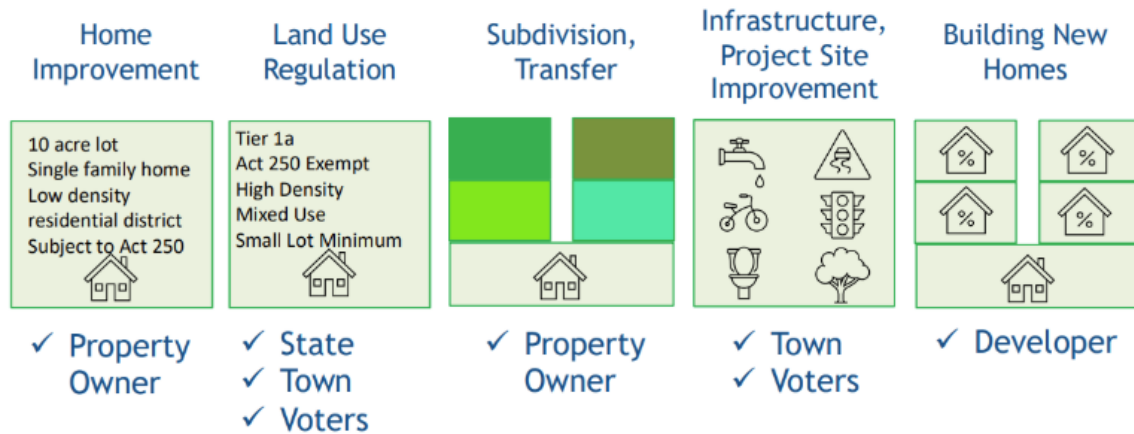 Home
Improvement
Land Use
Regulation
Subdivision,
Transfer
Infrastructure,
Project Site
Improvement
Building New
Homes
10 acre lot
Single family home
Low density
residential district
Subject to Act 250
Tier 1a
Act 250 Exempt
High Density
Mixed Use
Small Lot Minimum
%
%
%
%
✓ Property
Owner
✓ State
✓ Town
✓ Voters
✓ Property
Owner
✓ Town
✓ Voters
✓ Developer